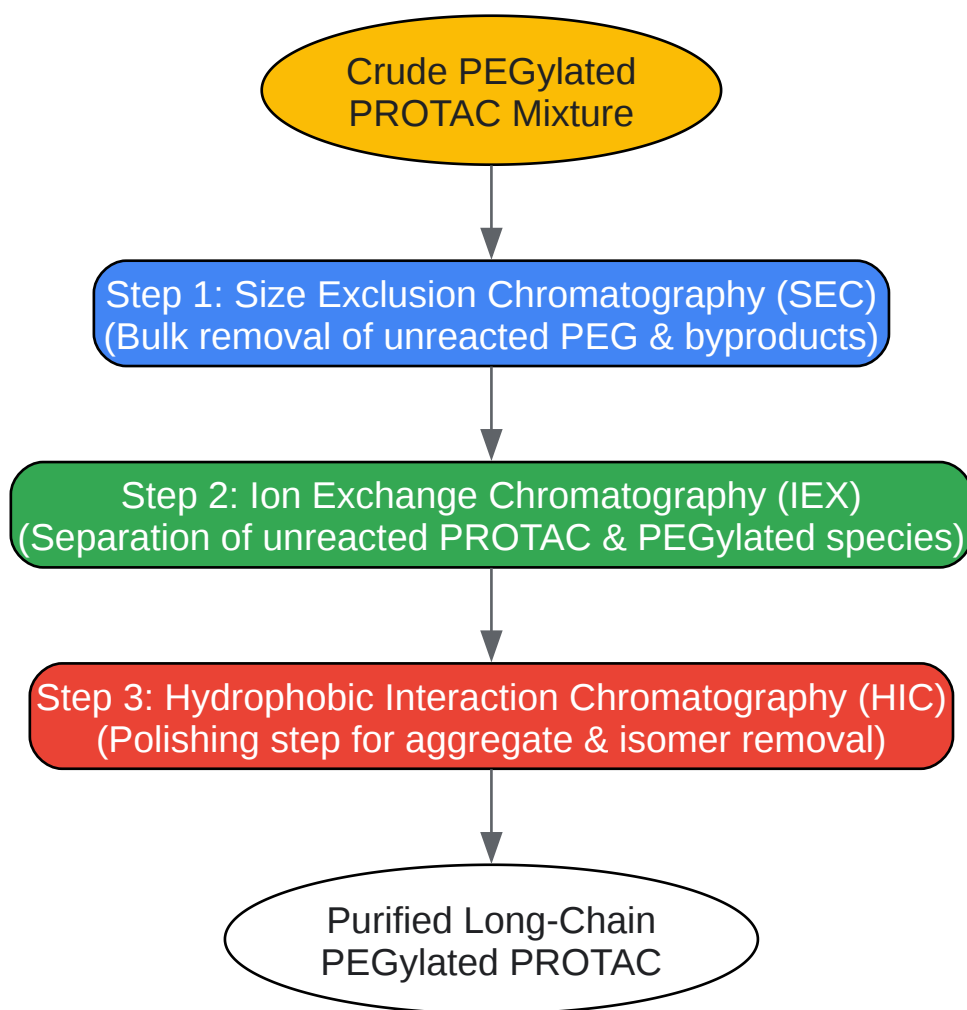 Crude PEGylated
PROTAC Mixture
Step 1: Size Exclusion Chromatography (SEC)
(Bulk removal of unreacted PEG & byproducts)
Step 2: Ion Exchange Chromatography (IEX)
(Separation of unreacted PROTAC & PEGylated species)
Step 3: Hydrophobic Interaction Chromatography (HIC)
(Polishing step for aggregate & isomer removal)
Purified Long-Chain
PEGylated PROTAC